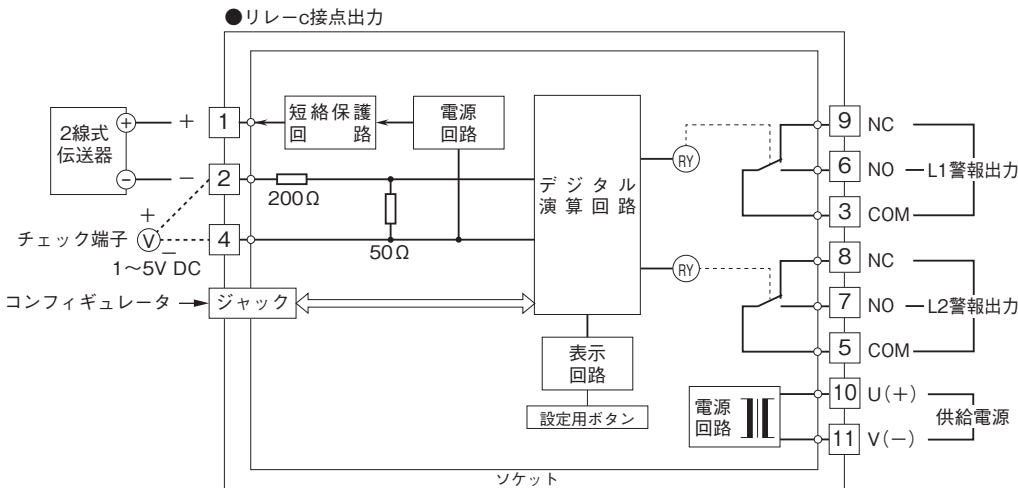 ●リレーc接点出力
2線式
伝送器
+
−
+
−
1
2
4
短絡保護
回路
電源
回路
200Ω
50Ω
デジタル
演算回路
RY
RY
チェック端子
+
V
−
1〜5V DC
コンフィギュレータ
ジャック
表示
回路
設定用ボタン
電源
回路
9 NC
6 NO
3 COM
L1警報出力
8 NC
7 NO
5 COM
L2警報出力
10 U(+)
11 V(−)
供給電源
ソケット